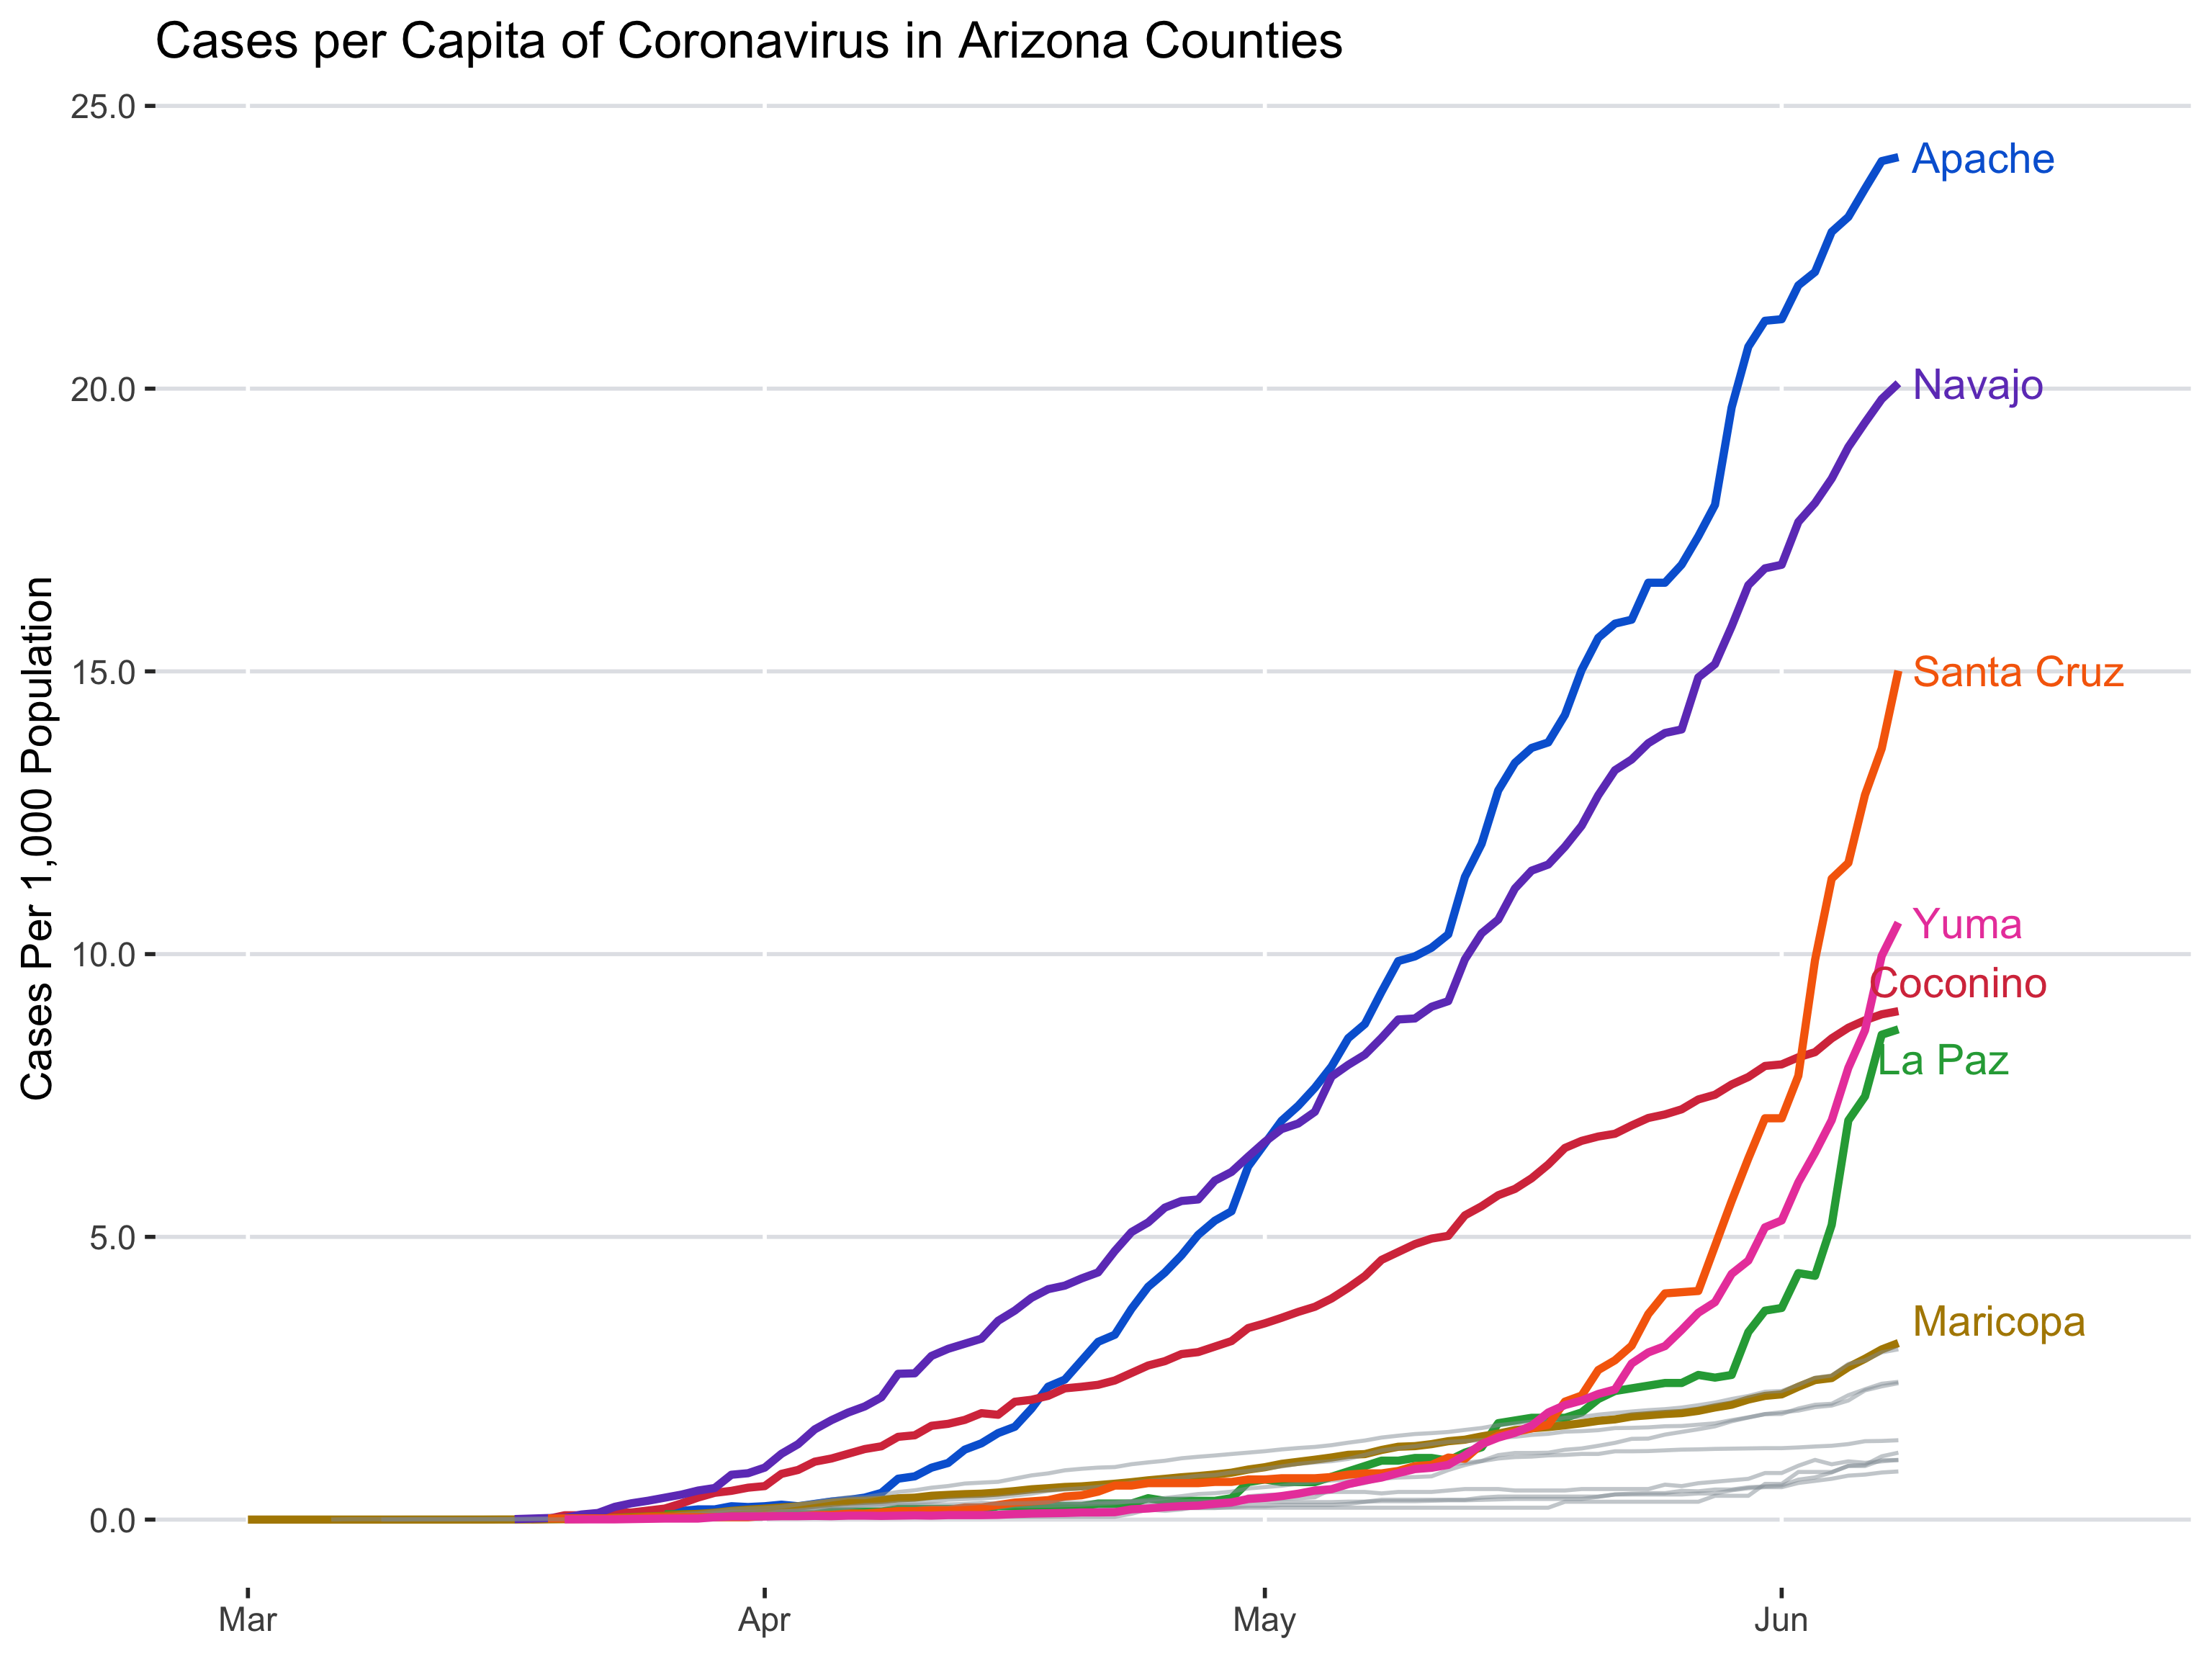 Cases per Capita of Coronavirus in Arizona Counties
25.0
Apache
20.0
Navajo
15.0
Santa Cruz
Cases Per 1,000 Population
Yuma
10.0
Coconino
La Paz
5.0
Maricopa
0.0
Mar
Apr
May
Jun